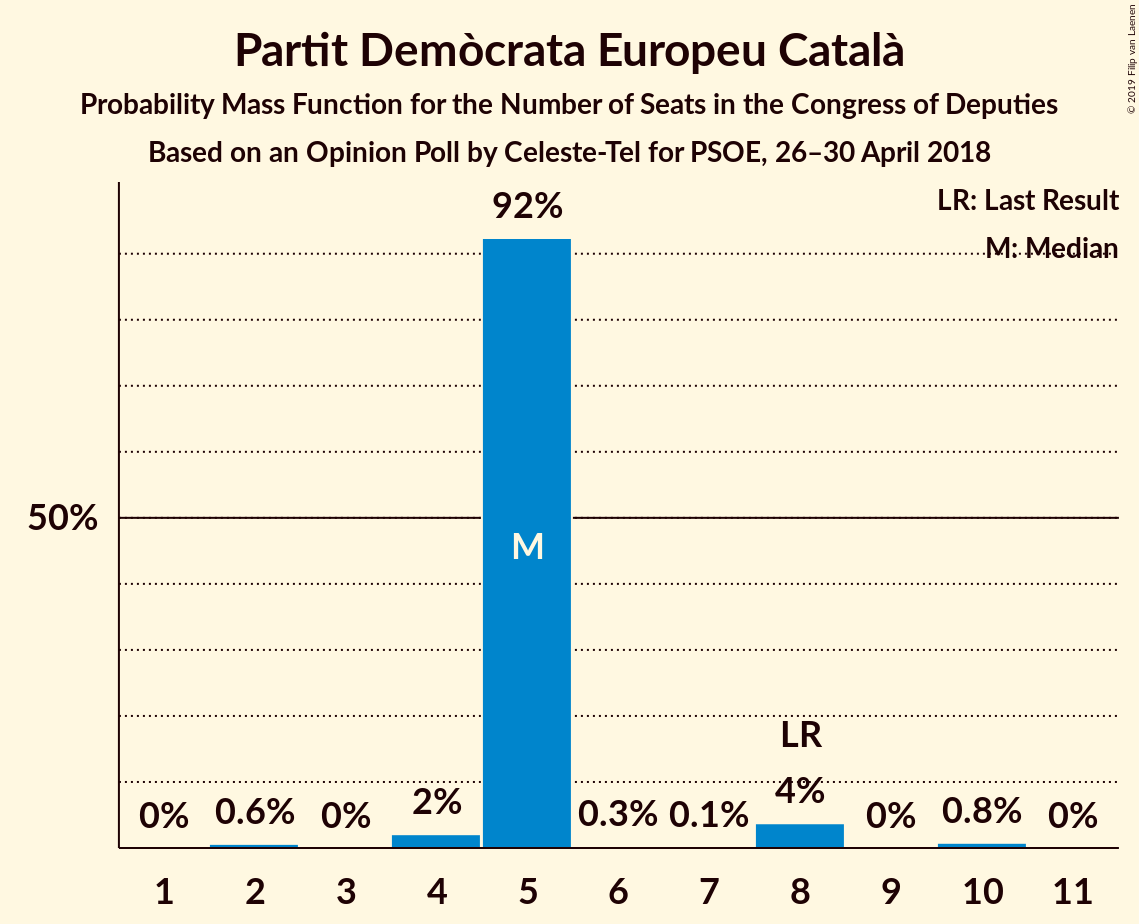 Partit Demòcrata Europeu Català
Probability Mass Function for the Number of Seats in the Congress of Deputies
Based on an Opinion Poll by Celeste-Tel for PSOE, 26–30 April 2018
© 2019 Filip van Laenen
LR: Last Result
M: Median
92%
50%
M
LR
0% 0.6% 0% 2% 0.3% 0.1% 4% 0% 0.8% 0%
1 2 3 4 5 6 7 8 9 10 11